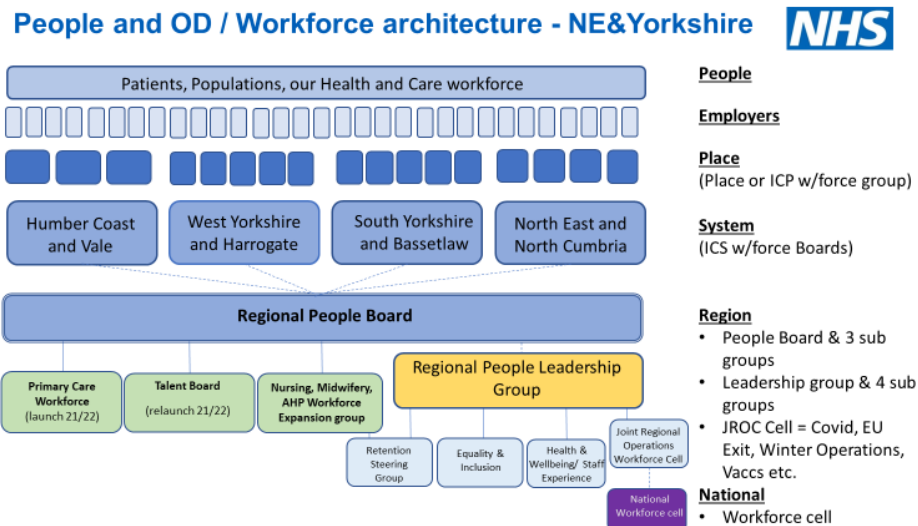 People and OD / Workforce architecture - NE&Yorkshire
NHS
Patients, Populations, our Health and Care workforce
People
Employers
Place
(Place or ICP w/force group)
Humber Coast
and Vale
West Yorkshire
and Harrogate
South Yorkshire
and Bassetlaw
North East and
North Cumbria
System
(ICS w/force Boards)
Regional People Board
Region
• People Board & 3 sub
groups
• Leadership group & 4 sub
groups
• JROC Cell = Covid, EU
Exit, Winter Operations,
Vaccs etc.
Primary Care
Workforce
(launch 21/22)
Talent Board
(relaunch 21/22)
Nursing, Midwifery,
AHP Workforce
Expansion group
Regional People Leadership
Group
Retention
Steering
Group
Equality &
Inclusion
Health &
Wellbeing/ Staff
Experience
Joint Regional
Operations
Workforce Cell
National
Workforce cell
National
• Workforce cell